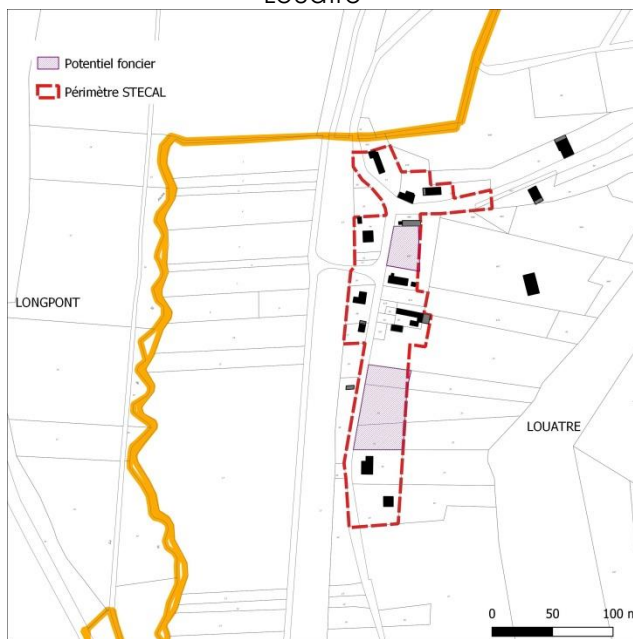 Potentiel foncier
Périmètre STECAL
LONGPONT
LOUATRE
0 50 100 m